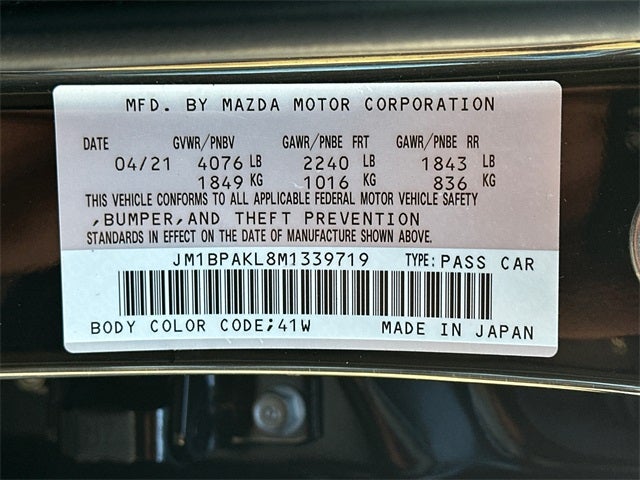 MFD. BY MAZDA MOTOR CORPORATION
DATE GVWR/PNBV GAWR/PNBE FRT GAWR/PNBE RR
04/21 4076 LB 2240 LB 1843 LB
1849 KG 1016 KG 836 KG
THIS VEHICLE CONFORMS TO ALL APPLICABLE FEDERAL MOTOR VEHICLE SAFETY
,BUMPER,AND THEFT PREVENTION
STANDARDS IN EFFECT ON THE DATE OF MANUFACTURE SHOWN ABOVE.
JM1BPAKL8M1339719 TYPE:PASS CAR
BODY COLOR CODE;41W MADE IN JAPAN